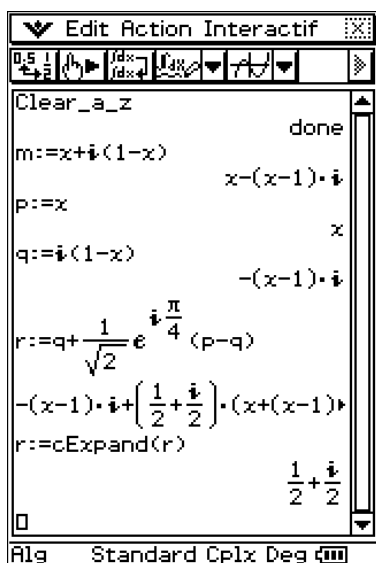 Edit Action Interactif
Clear_a_z
done
m:=x+i(1-x)
x-(x-1)·i
p:=x
x
q:=i(1-x)
-(x-1)·i
r:=q+1/√2 e^(i π/4) (p-q)
-(x-1)·i+(1/2+i/2)·(x+(x-1)▶
r:=cExpand(r)
1/2+i/2
Alg Standard Cplx Deg